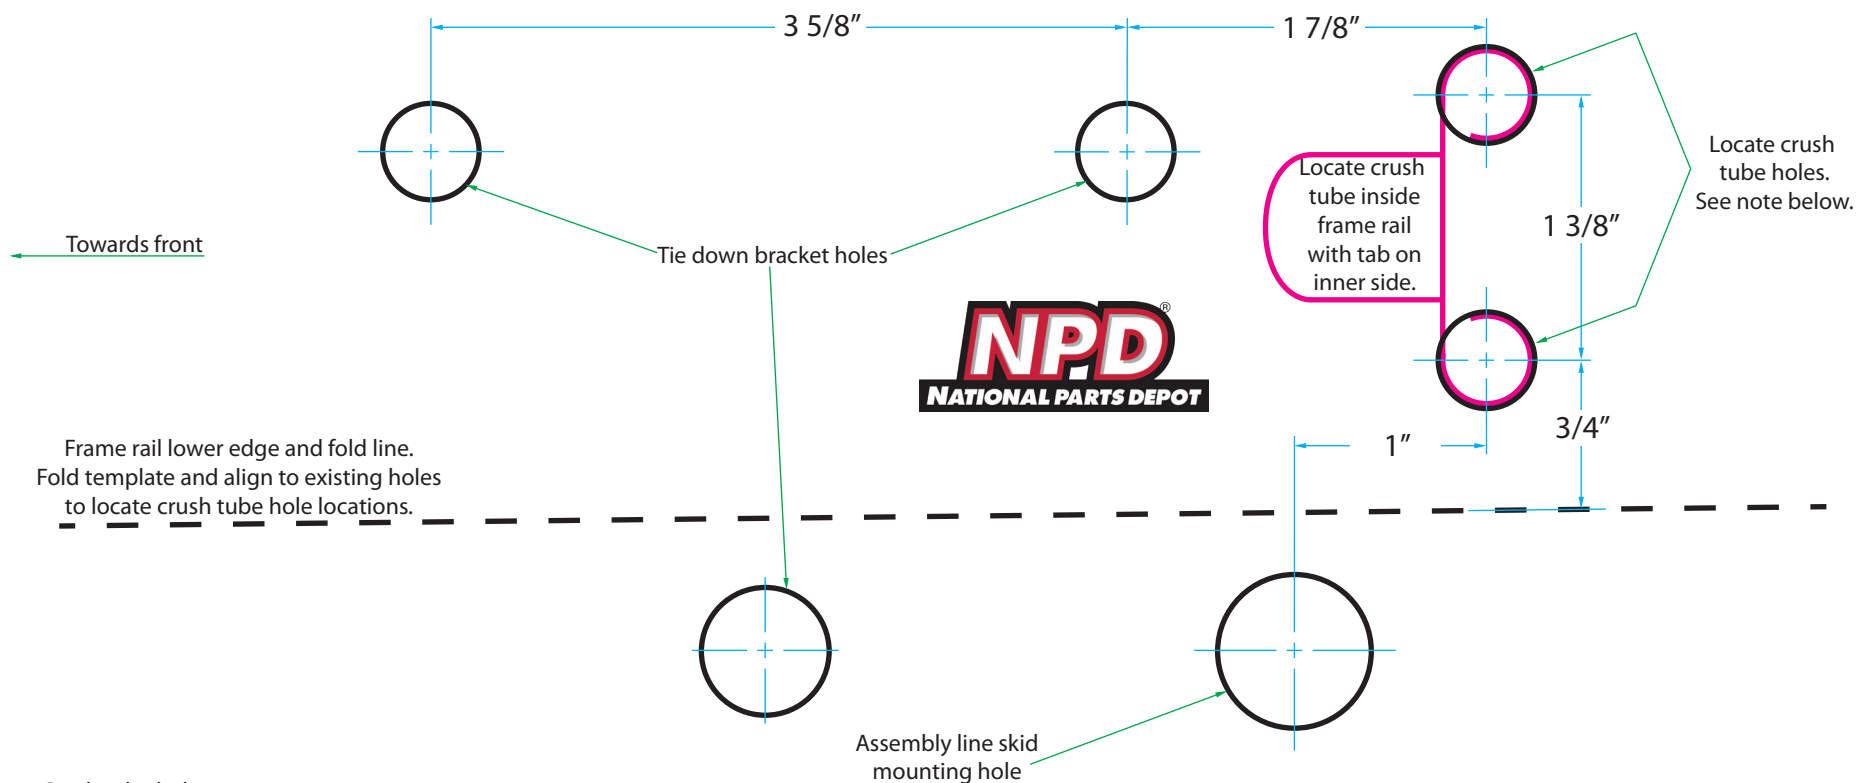 3 5/8”
1 7/8”
Locate crush
tube holes.
See note below.
Locate crush
tube inside
frame rail
with tab on
inner side.
1 3/8”
Towards front
Tie down bracket holes
NPD®
NATIONAL PARTS DEPOT
3/4”
1”
Frame rail lower edge and fold line.
Fold template and align to existing holes
to locate crush tube hole locations.
Assembly line skid
mounting hole